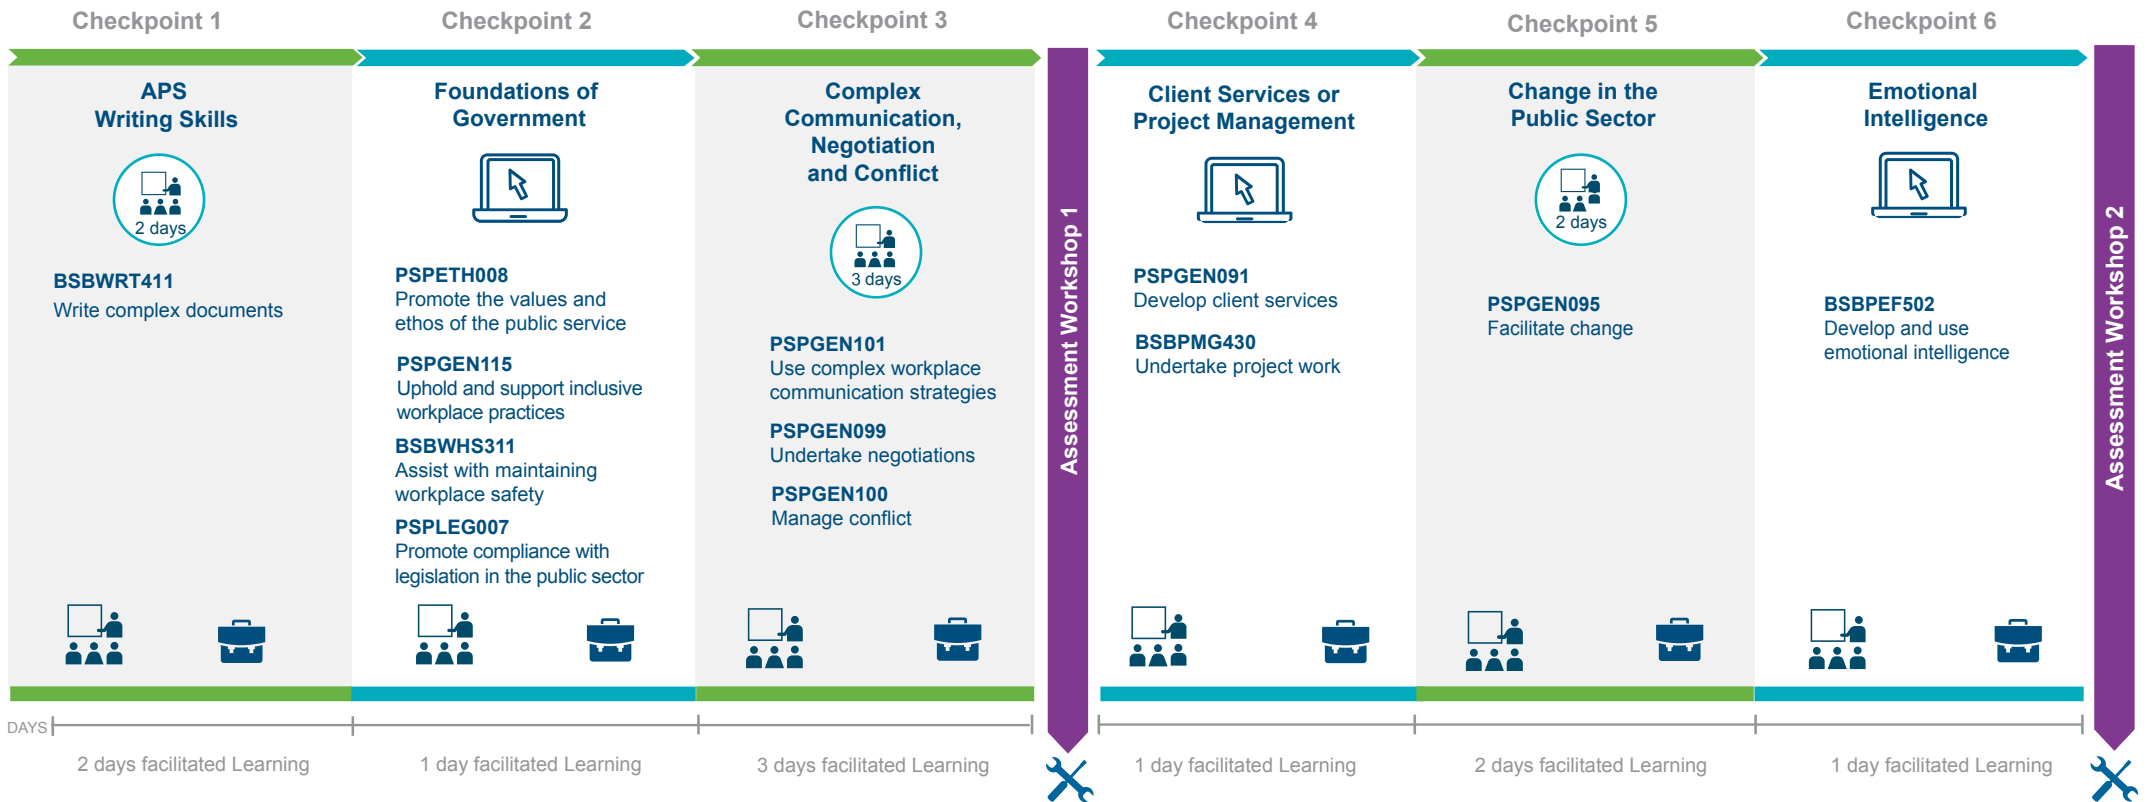 Checkpoint 1
APS
Writing Skills
2 days
BSBWRT411
Write complex documents
2 days facilitated Learning
Checkpoint 2
Foundations of
Government
PSPETH008
Promote the values and
ethos of the public service
PSPGEN115
Uphold and support inclusive
workplace practices
BSBWHS311
Assist with maintaining
workplace safety
PSPLEG007
Promote compliance with
legislation in the public sector
1 day facilitated Learning
Checkpoint 3
Complex
Communication,
Negotiation
and Conflict
3 days
PSPGEN101
Use complex workplace
communication strategies
PSPGEN099
Undertake negotiations
PSPGEN100
Manage conflict
3 days facilitated Learning
Assessment Workshop 1
Checkpoint 4
Client Services or
Project Management
PSPGEN091
Develop client services
BSBPMG430
Undertake project work
1 day facilitated Learning
Checkpoint 5
Change in the
Public Sector
2 days
PSPGEN095
Facilitate change
2 days facilitated Learning
Checkpoint 6
Emotional
Intelligence
BSBPEF502
Develop and use
emotional intelligence
1 day facilitated Learning
Assessment Workshop 2
DAYS